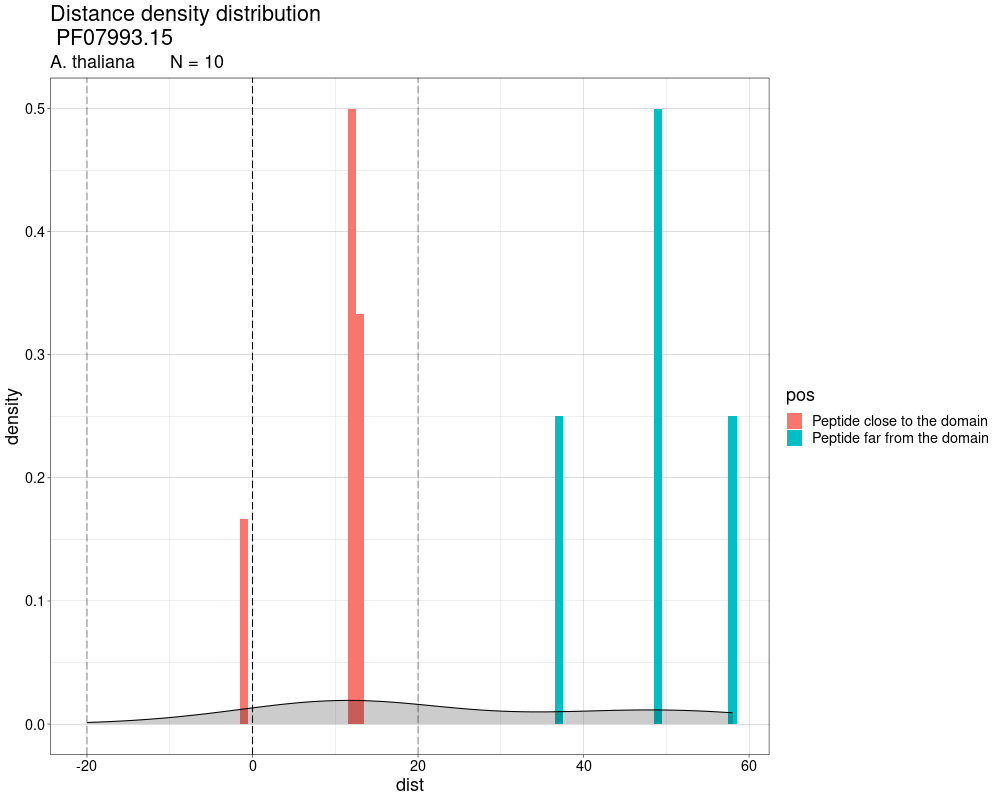 Distance density distribution
PF07993.15
A. thaliana N = 10
density
0.5
0.4
0.3
0.2
0.1
0.0
-20
0
20
40
60
dist
pos
Peptide close to the domain
Peptide far from the domain